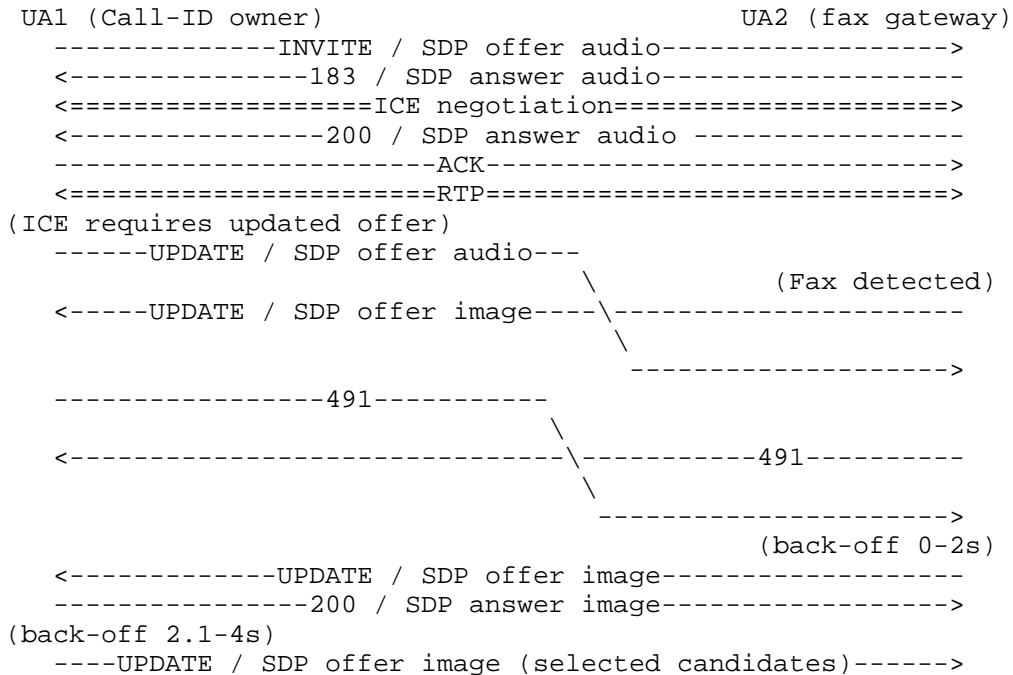 UA1 (Call-ID owner)                          UA2 (fax gateway)
   --------------INVITE / SDP offer audio------------------>
   <---------------183 / SDP answer audio-------------------
   <===================ICE negotiation=====================>
   <----------------200 / SDP answer audio -----------------
   ------------------------ACK----------------------------->
   <=======================RTP=============================>
(ICE requires updated offer)
   ------UPDATE / SDP offer audio---
                                    \           (Fax detected)
   <-----UPDATE / SDP offer image----\----------------------
                                      \
                                       -------------------->
   -----------------491-----------
                                  \
   <-------------------------------\-----------491----------
                                    \
                                     ---------------------->
                                               (back-off 0-2s)
   <-------------UPDATE / SDP offer image-------------------
   ----------------200 / SDP answer image------------------>
(back-off 2.1-4s)
   ----UPDATE / SDP offer image (selected candidates)------>